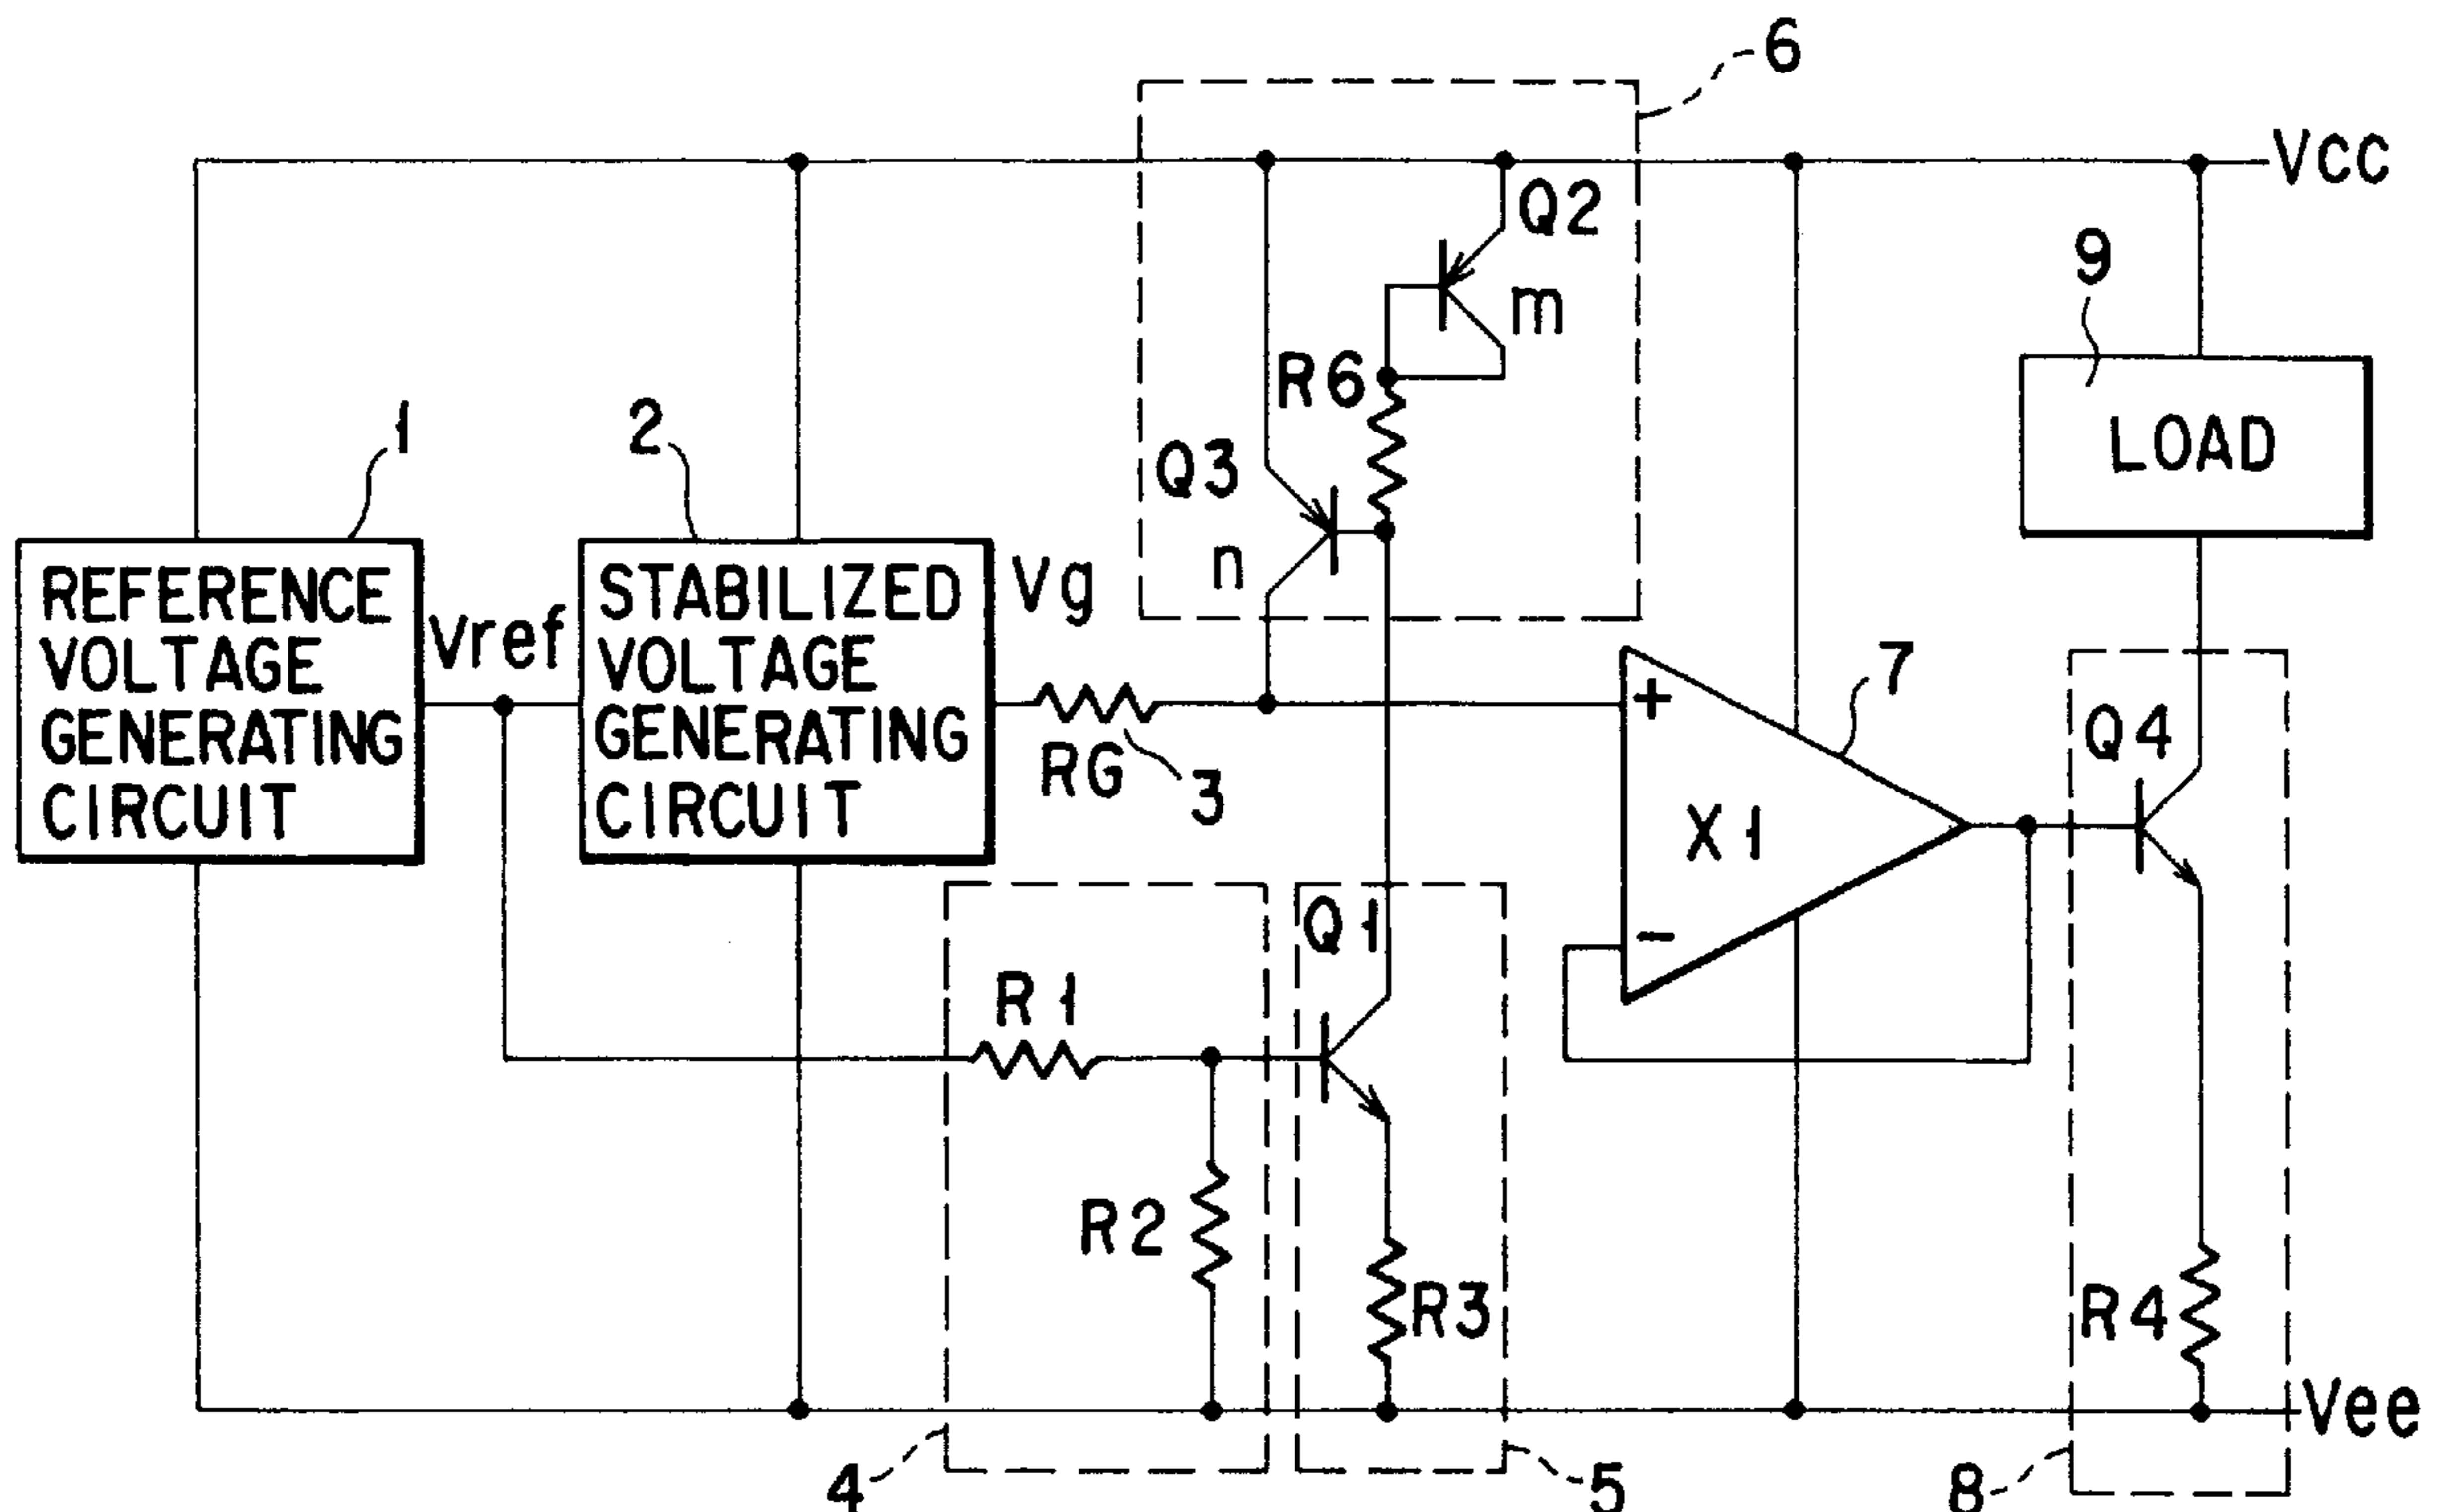 6
Vcc
Q2
m
9
R6
LOAD
1
2
Q3
n
REFERENCE
VOLTAGE
GENERATING
CIRCUIT
Vref
STABILIZED
VOLTAGE
GENERATING
CIRCUIT
Vg
RG
3
+
-
X1
7
Q4
Q1
R1
R2
R3
R4
Vee
4
5
8